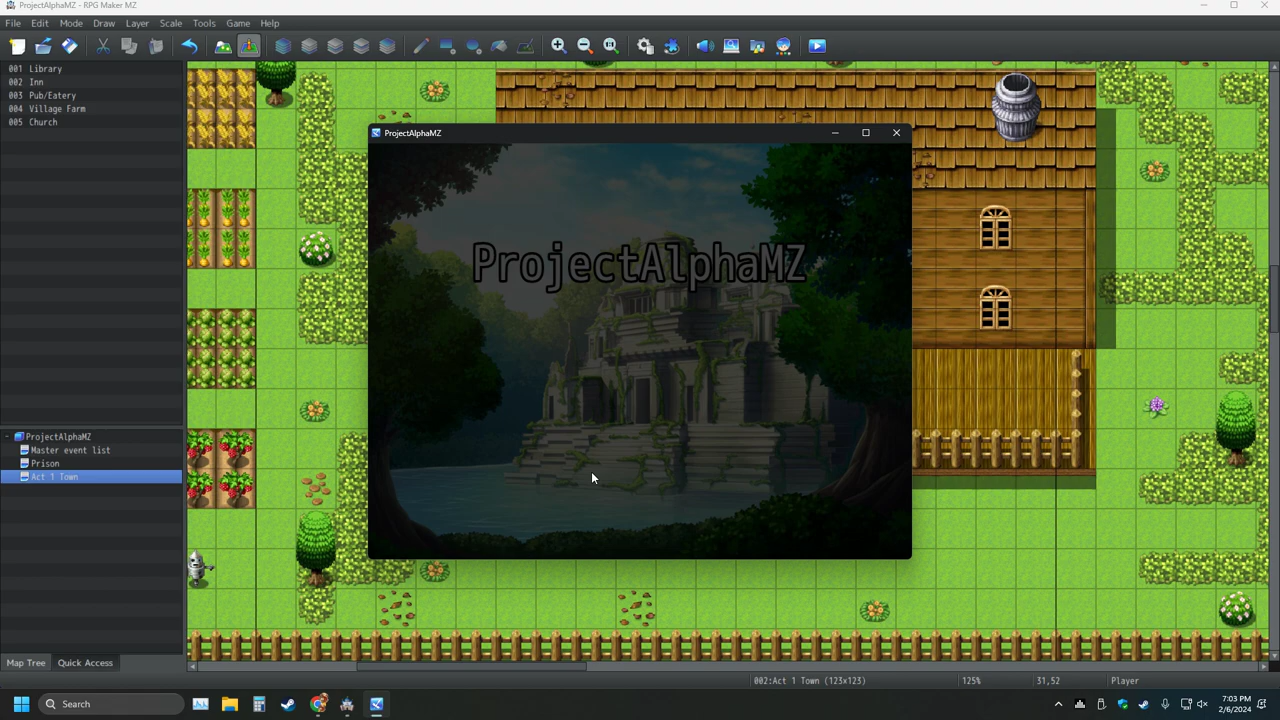 ProjectAlphaMZ - RPG Maker MZ
File Edit Mode Draw Layer Scale Tools Game Help
001 Library
002 Inn
003 Pub/Eatery
004 Village Farm
005 Church
ProjectAlphaMZ
ProjectAlphaMZ
ProjectAlphaMZ
Master event list
Prison
Act 1 Town
Map Tree Quick Access
002:Act 1 Town (123x123) 125% 31,52 Player
Search
7:03 PM
2/6/2024